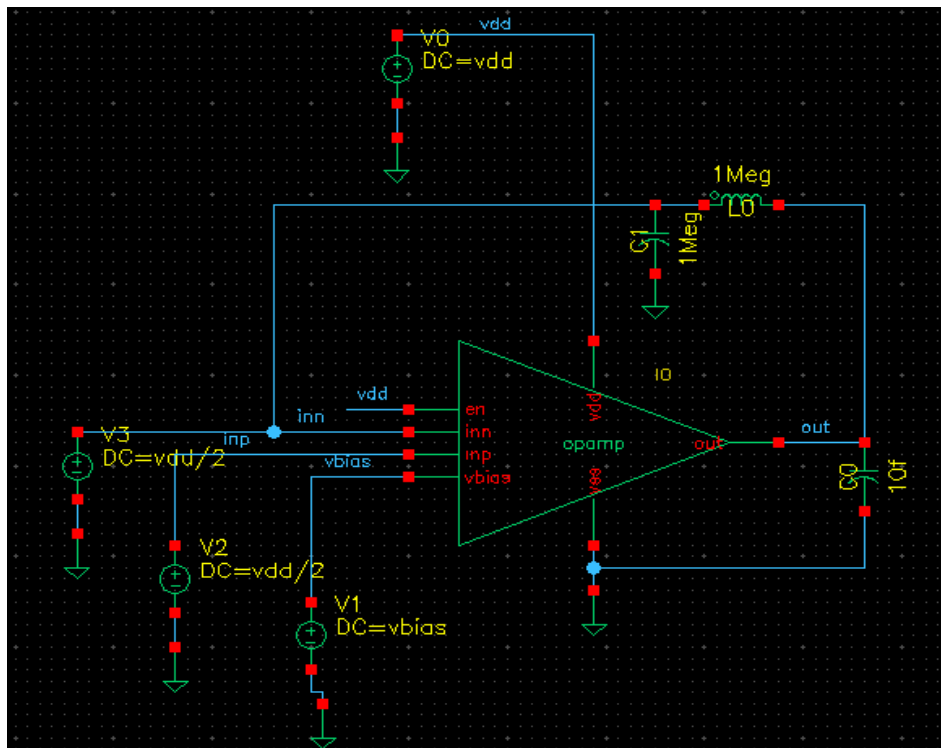 vdd
V0
DC=vdd
1Meg
L0
C1
1Meg
I0
vdd
vdd
en
inn
inn
V3
DC=vdd/2
inp
inp
opamp
out
out
vbias
vbias
vss
C0
10f
V2
DC=vdd/2
V1
DC=vbias